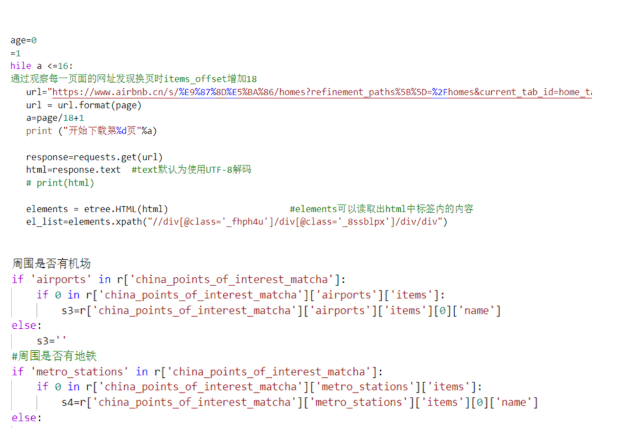 age=0
=1
hile a <=16:
通过观察每一页面的网址发现换页时items_offset增加18
url="https://www.airbnb.cn/s/%E9%87%8D%E5%BA%86/homes?refinement_paths%5B%5D=%2Fhomes&current_tab_id=home_ta
url = url.format(page)
a=page/18+1
print ("开始下载第%d页"%a)
response=requests.get(url)
html=response.text #text默认为使用UTF-8解码
# print(html)
elements = etree.HTML(html) #elements可以读取出html中标签内的内容
el_list=elements.xpath("//div[@class='_fhph4u']/div[@class='_8ssblpx']/div/div")
周围是否有机场
if 'airports' in r['china_points_of_interest_matcha']:
if 0 in r['china_points_of_interest_matcha']['airports']['items']:
s3=r['china_points_of_interest_matcha']['airports']['items'][0]['name']
else:
s3=''
#周围是否有地铁
if 'metro_stations' in r['china_points_of_interest_matcha']:
if 0 in r['china_points_of_interest_matcha']['metro_stations']['items']:
s4=r['china_points_of_interest_matcha']['metro_stations']['items'][0]['name']
else: